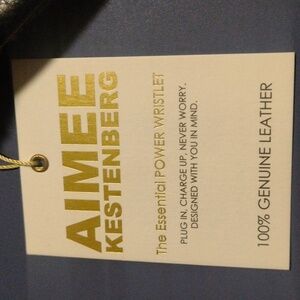 AIMEE
KESTENBERG
The Essential POWER WRISTLET
PLUG IN, CHARGE UP, NEVER WORRY.
DESIGNED WITH YOU IN MIND.
100% GENUINE LEATHER